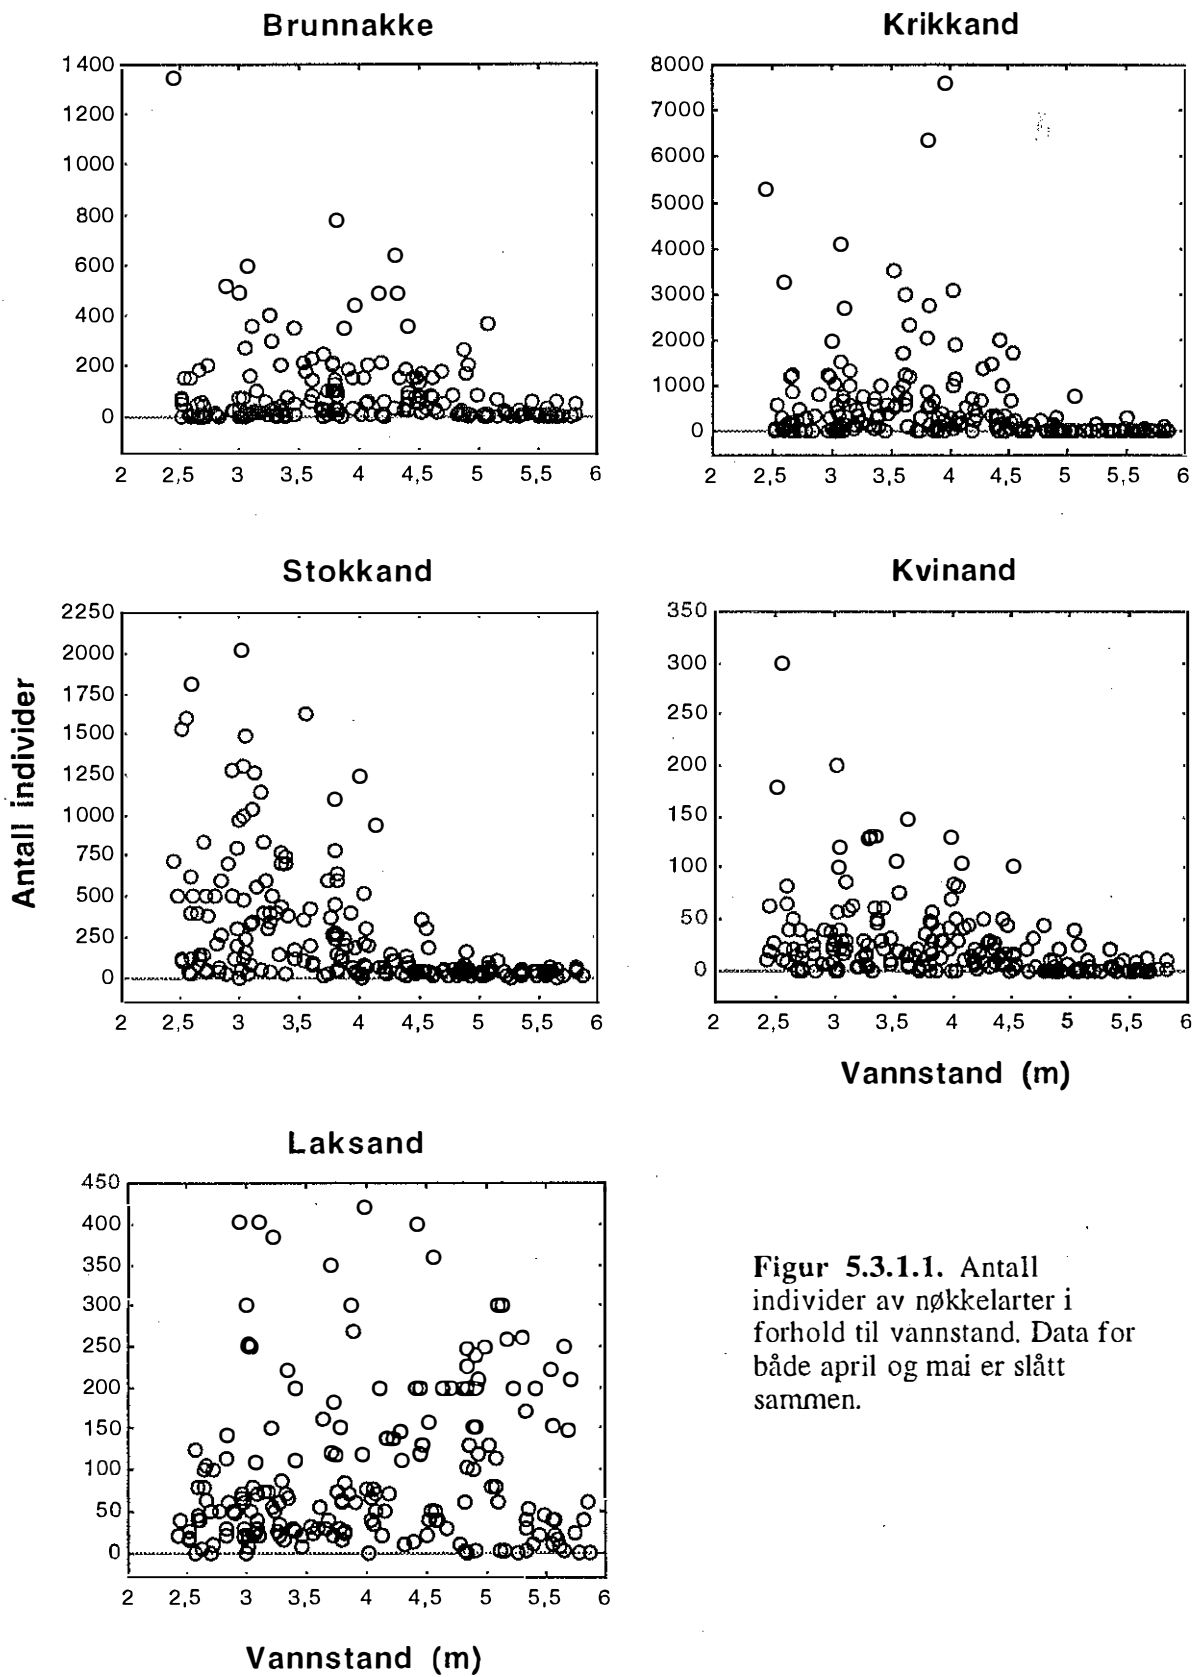 Brunnakke
1400
1200
1000
800
600
400
200
0
2 2,5 3 3,5 4 4,5 5 5,5 6
Krikkand
8000
7000
6000
5000
4000
3000
2000
1000
0
2 2,5 3 3,5 4 4,5 5 5,5 6
Antall individer
Stokkand
2250
2000
1750
1500
1250
1000
750
500
250
0
2 2,5 3 3,5 4 4,5 5 5,5 6
Kvinand
350
300
250
200
150
100
50
0
2 2,5 3 3,5 4 4,5 5 5,5 6
Vannstand (m)
Laksand
450
400
350
300
250
200
150
100
50
0
2 2,5 3 3,5 4 4,5 5 5,5 6
Vannstand (m)
Figur 5.3.1.1. Antall
individer av nøkkelarter i
forhold til vannstand. Data for
både april og mai er slått
sammen.